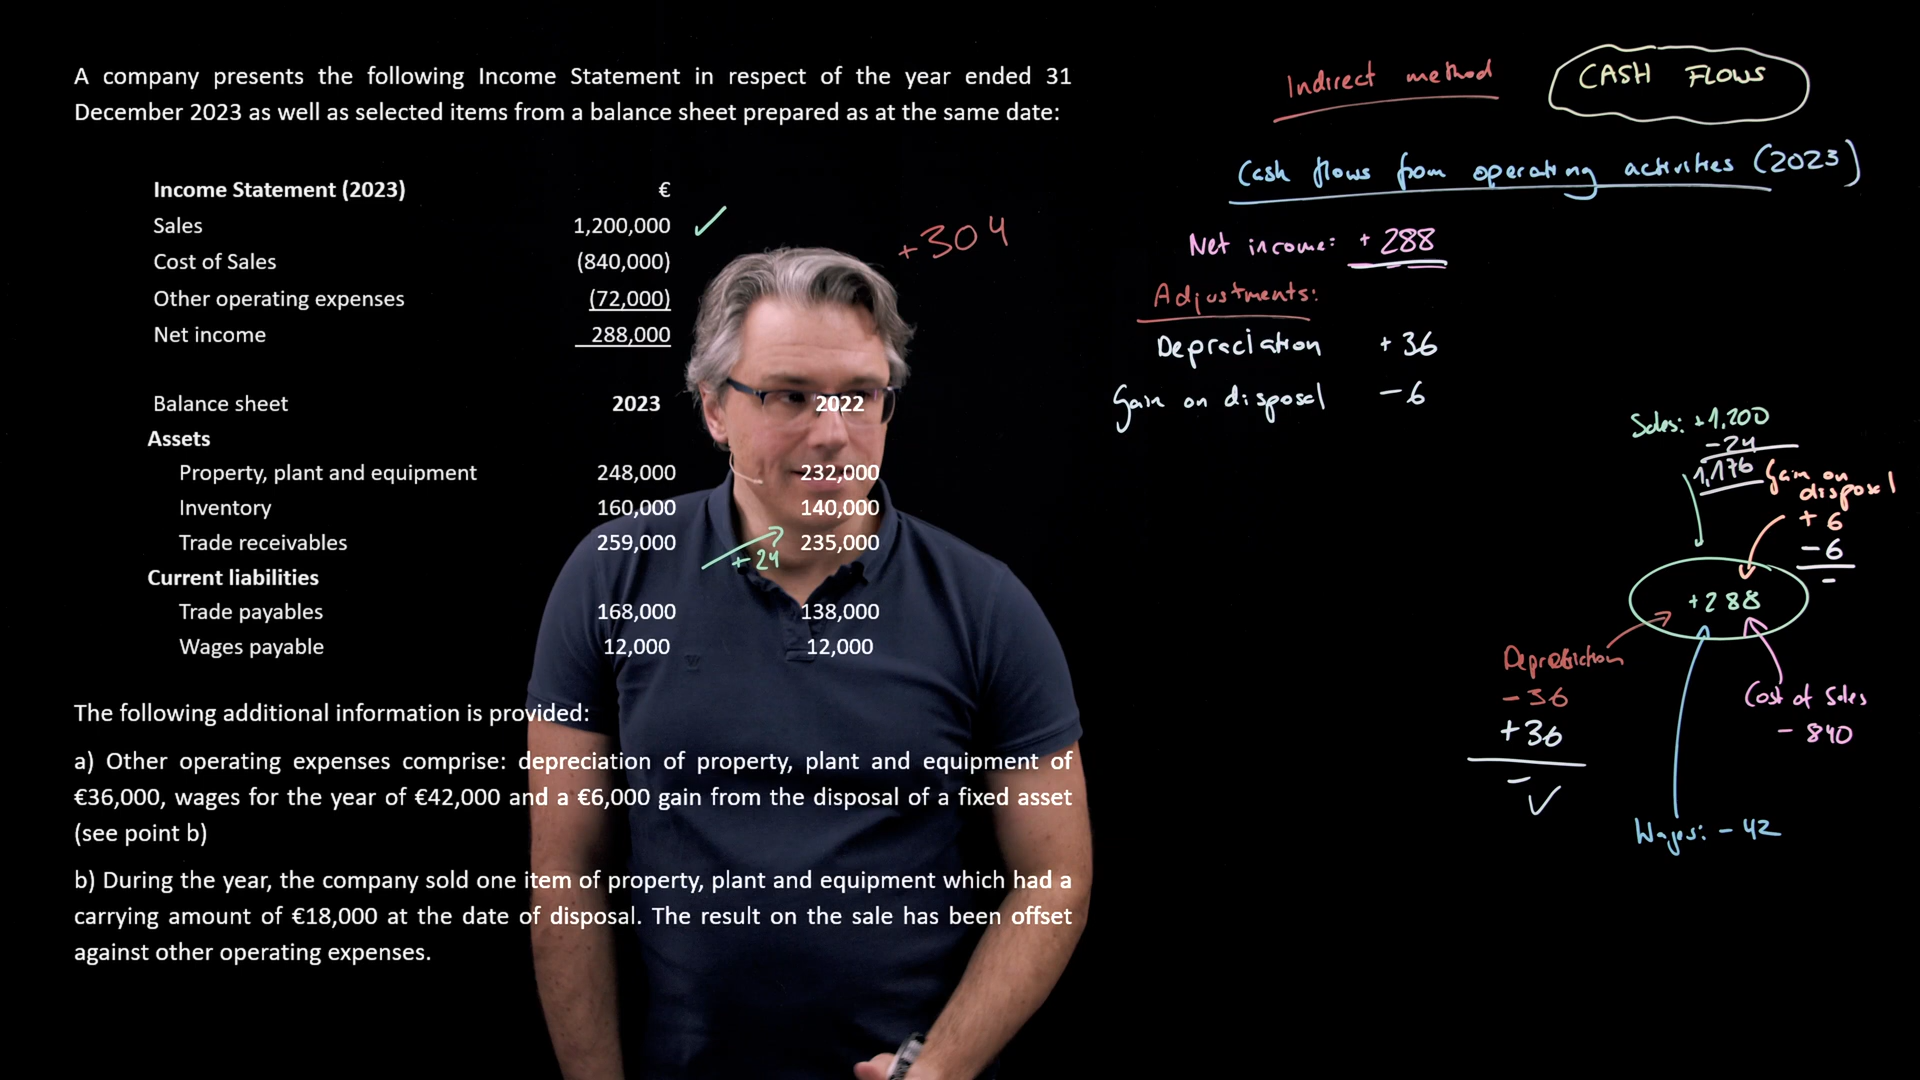 A company presents the following Income Statement in respect of the year ended 31
December 2023 as well as selected items from a balance sheet prepared as at the same date:
Income Statement (2023) €
Sales 1,200,000 ✓
Cost of Sales (840,000)
Other operating expenses (72,000)
Net income 288,000
+304
Balance sheet 2023 2022
Assets
Property, plant and equipment 248,000 232,000
Inventory 160,000 140,000
Trade receivables 259,000 235,000
+24
Current liabilities
Trade payables 168,000 138,000
Wages payable 12,000 12,000
The following additional information is provided:
a) Other operating expenses comprise: depreciation of property, plant and equipment of
€36,000, wages for the year of €42,000 and a €6,000 gain from the disposal of a fixed asset
(see point b)
b) During the year, the company sold one item of property, plant and equipment which had a
carrying amount of €18,000 at the date of disposal. The result on the sale has been offset
against other operating expenses.
Indirect method
CASH FLOWS
Cash flows from operating activities (2023)
Net income: + 288
Adjustments:
Depreciation + 36
Gain on disposal - 6
Sales: +1,200
-24
1,176
Gain on
disposal
+ 6
- 6
-
+288
Depreciction
- 36
+36
-
✓
Cost of Sales
- 840
Wages: - 42